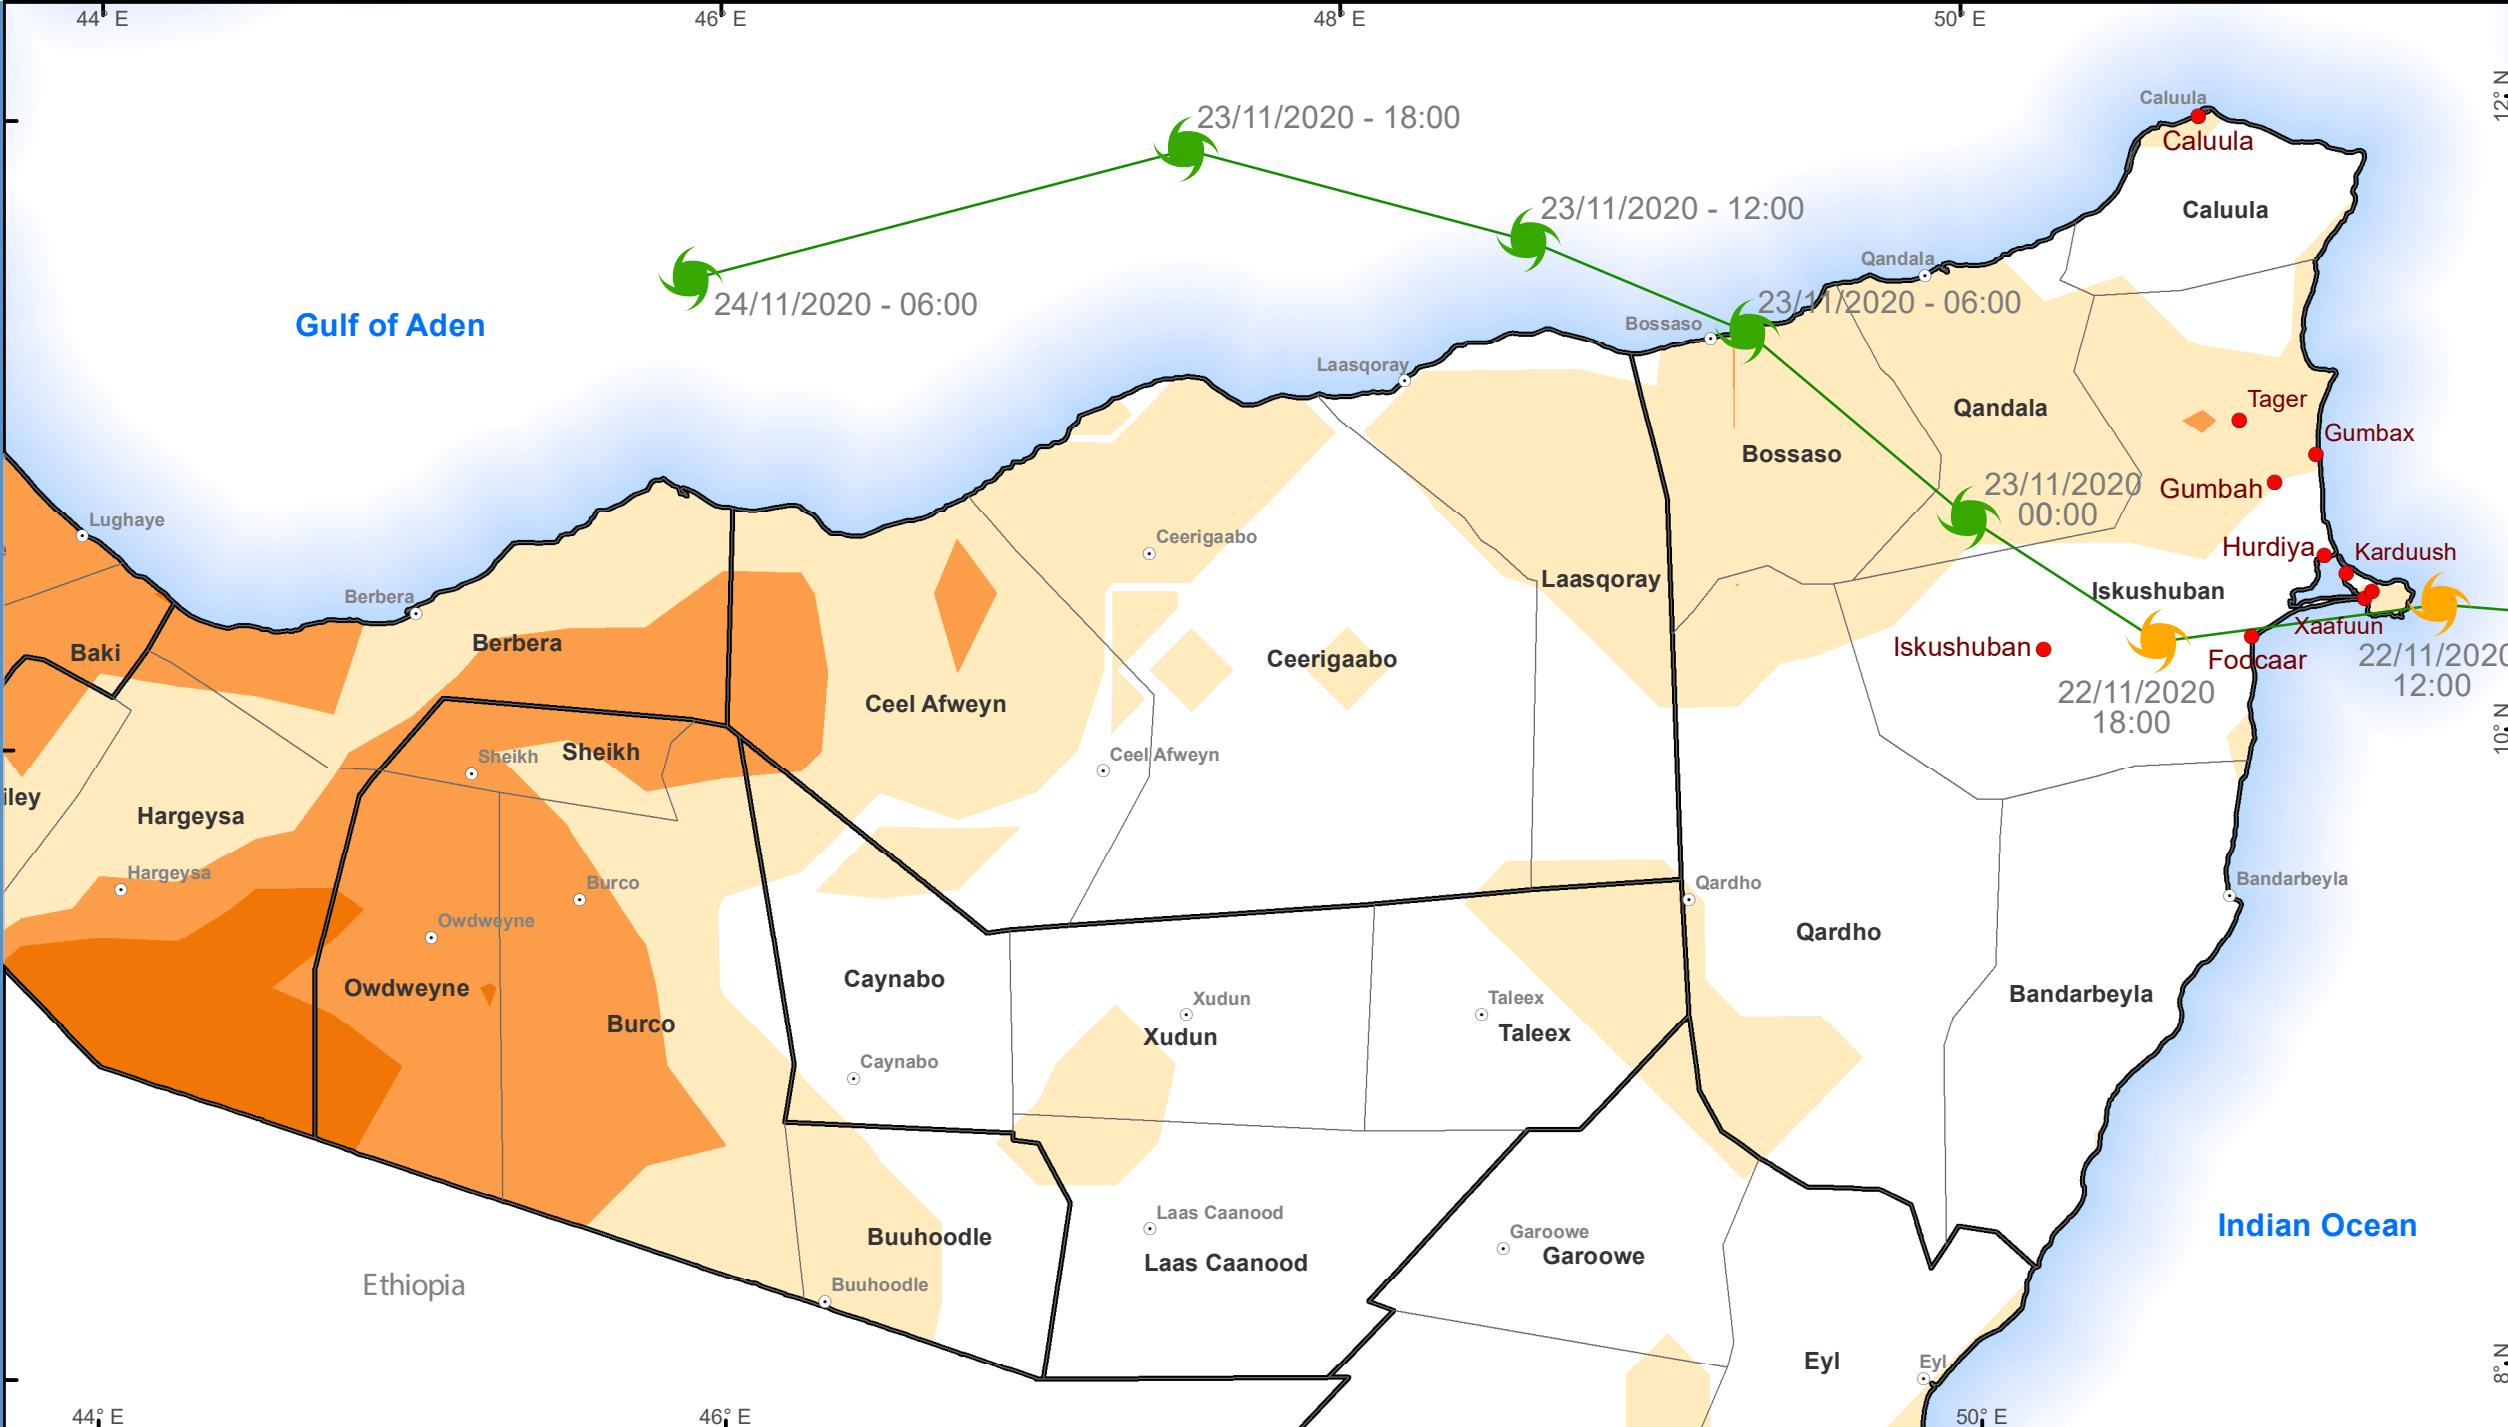 44° E
46° E
48° E
50° E
12° N
Caluula
23/11/2020 - 18:00
Caluula
23/11/2020 - 12:00
Caluula
Qandala
24/11/2020 - 06:00
23/11/2020 - 06:00
Gulf of Aden
Bossaso
Laasqoray
Tager
Qandala
Gumbax
Bossaso
23/11/2020
00:00
Gumbah
Lughaye
Ceerigaabo
Hurdiya
Karduush
Laasqoray
Iskushuban
Berbera
Berbera
Xaafuun
Baki
Ceerigaabo
Iskushuban
Foocaar
22/11/2020
12:00
22/11/2020
18:00
Ceel Afweyn
10° N
Sheikh
Sheikh
Ceel Afweyn
iley
Hargeysa
Hargeysa
Burco
Qardho
Bandarbeyla
Owdweyne
Qardho
Caynabo
Owdweyne
Bandarbeyla
Xudun
Taleex
Burco
Xudun
Taleex
Caynabo
Laas Caanood
Indian Ocean
Buuhoodle
Garoowe
Garoowe
Laas Caanood
Ethiopia
Buuhoodle
Eyl
Eyl
8° N
44° E
46° E
50° E